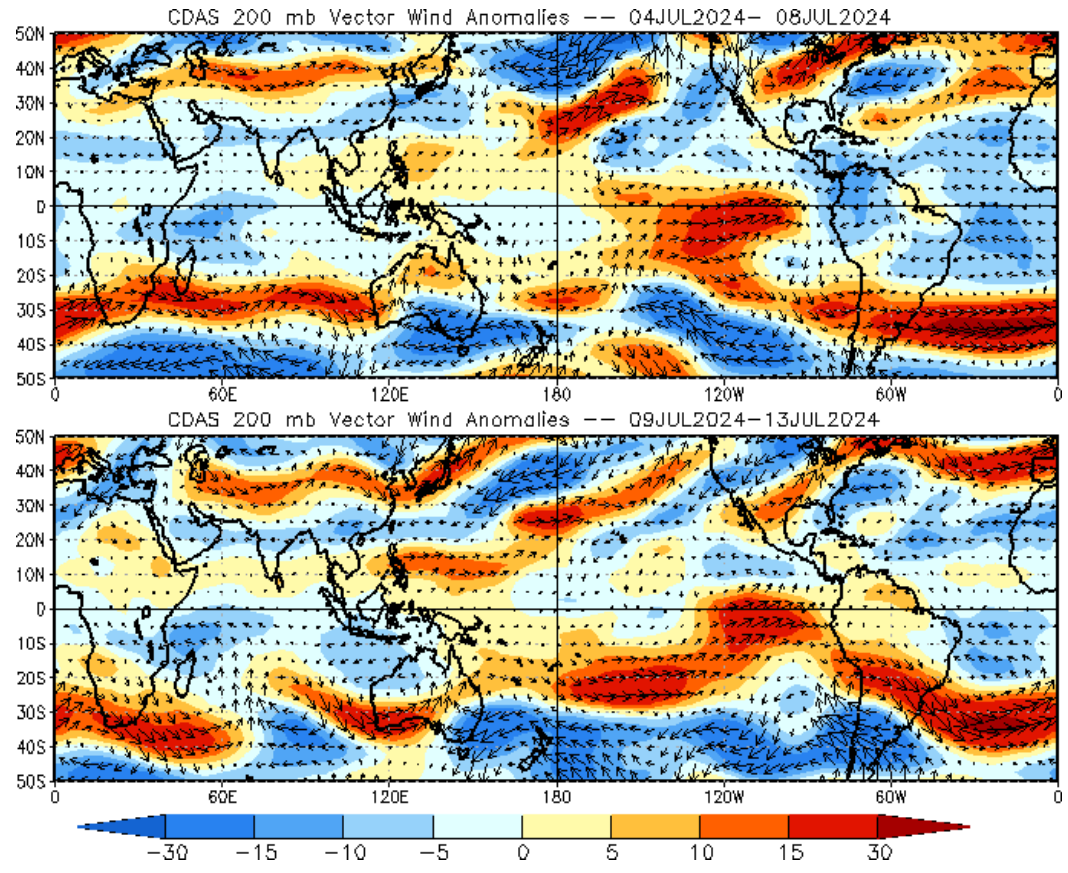 CDAS 200 mb Vector Wind Anomalies -- 04JUL2024- 08JUL2024
50N
40N
30N
20N
10N
0
10S
20S
30S
40S
50S
0 60E 120E 180 120W 60W 0
CDAS 200 mb Vector Wind Anomalies -- 09JUL2024-13JUL2024
50N
40N
30N
20N
10N
0
10S
20S
30S
40S
50S
0 60E 120E 180 120W 60W 0
-30 -15 -10 -5 0 5 10 15 30